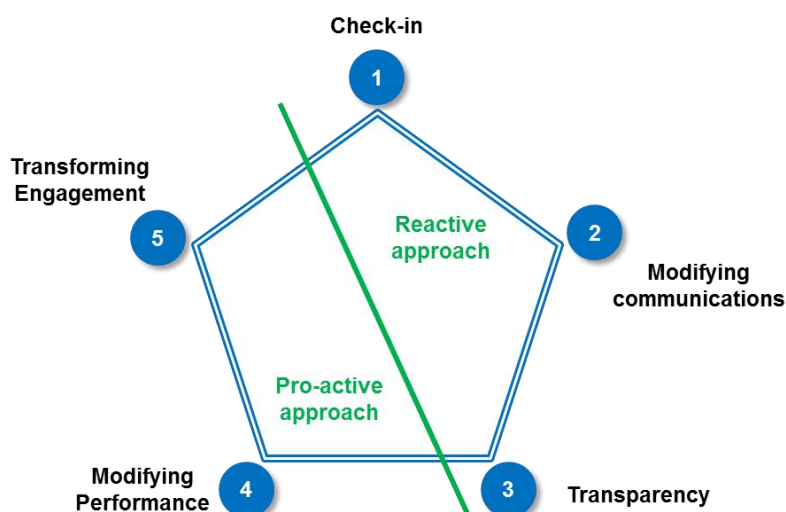 Check-in
1
Transforming
Engagement
5
Reactive
approach
2
Modifying
communications
Pro-active
approach
Modifying
Performance
4
3
Transparency